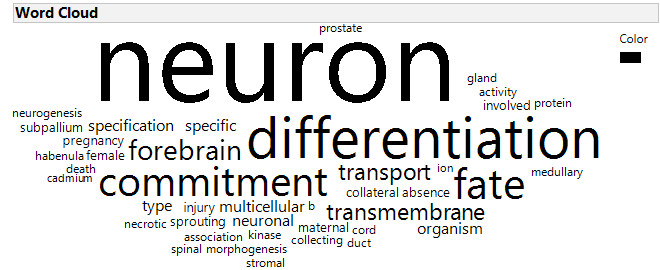 Word Cloud
prostate
Color
neuron
gland
activity
involved protein
neurogenesis
subpallium specification specific
differentiation
pregnancy
habenula female forebrain
death
cadmium
commitment transport ion
fate medullary
collateral absence
type injury multicellular b
transmembrane
necrotic sprouting neuronal
maternal cord
organism
association kinase collecting duct
spinal morphogenesis
stromal